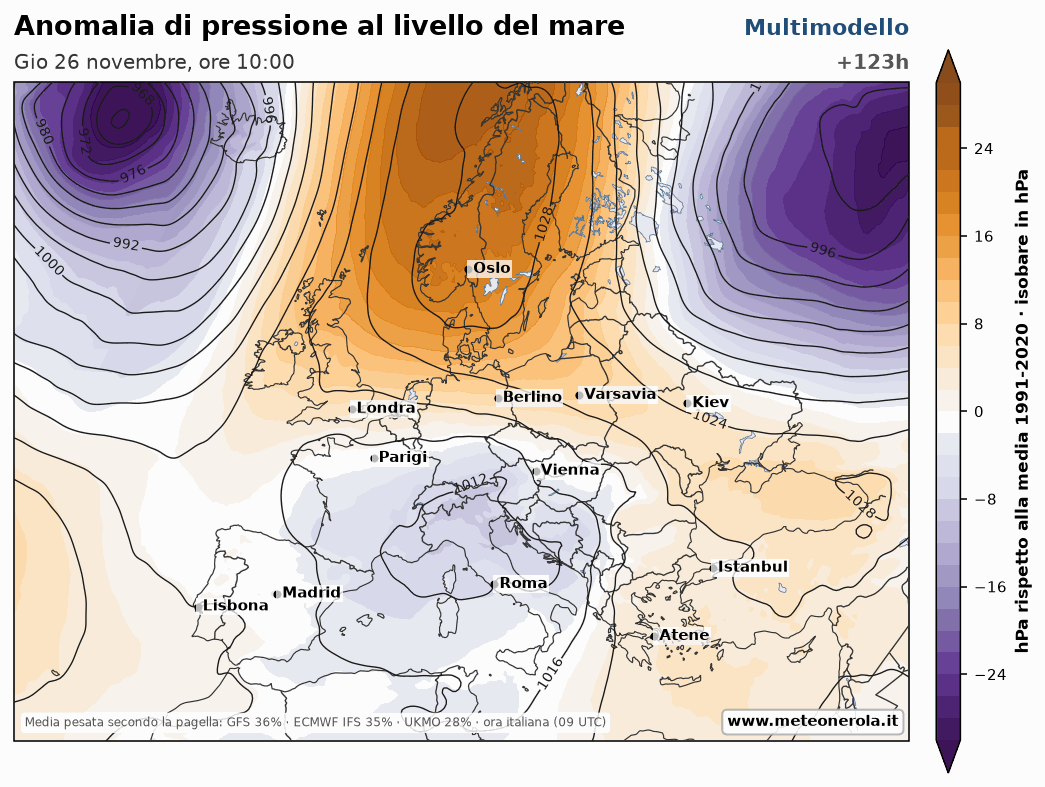 Anomalia di pressione al livello del mare
Multimodello
Gio 26 novembre, ore 10:00
+123h
968
996
980
972
976
992
1000
1028
996
Oslo
24
16
8
0
−8
−16
−24
hPa rispetto alla media 1991-2020 · isobare in hPa
Berlino
Varsavia
Kiev
Londra
1024
Parigi
Vienna
1012
1028
Istanbul
Roma
Madrid
Lisbona
Atene
1016
Media pesata secondo la pagella: GFS 36% · ECMWF IFS 35% · UKMO 28% · ora italiana (09 UTC)
www.meteonerola.it